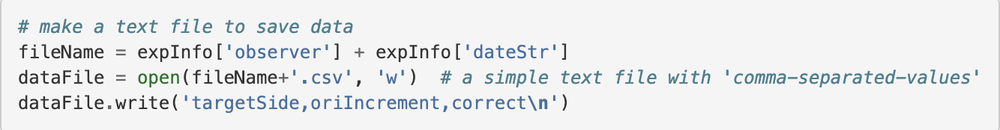 # make a text file to save data
fileName = expInfo['observer'] + expInfo['dateStr']
dataFile = open(fileName+'.csv', 'w')  # a simple text file with 'comma-separated-values'
dataFile.write('targetSide,oriIncrement,correct\n')